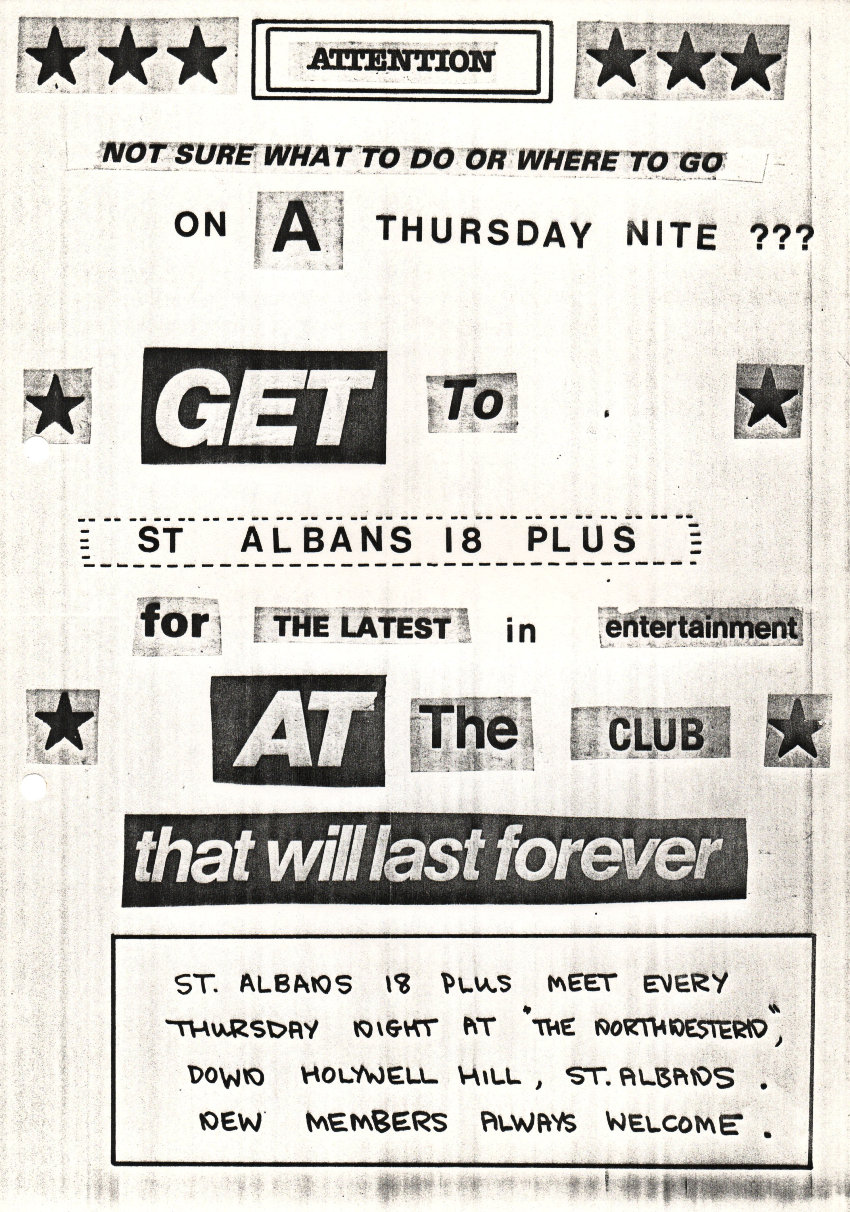 ATTENTION
NOT SURE WHAT TO DO OR WHERE TO GO
ON A THURSDAY NITE ???
GET To
ST ALBANS 18 PLUS
for THE LATEST in entertainment
AT The CLUB
that will last forever
ST. ALBANS 18 PLUS MEET EVERY
THURSDAY NIGHT AT "THE NORTHWESTERN",
DOWN HOLYWELL HILL, ST. ALBANS.
NEW MEMBERS ALWAYS WELCOME.